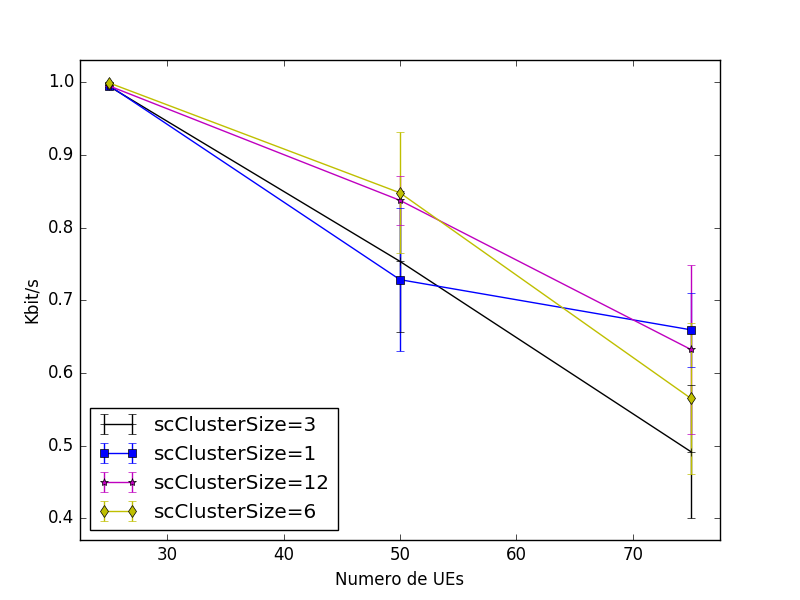 1.0
0.9
0.8
0.7
0.6
0.5
0.4
Kbit/s
scClusterSize=3
scClusterSize=1
scClusterSize=12
scClusterSize=6
30 40 50 60 70
Numero de UEs